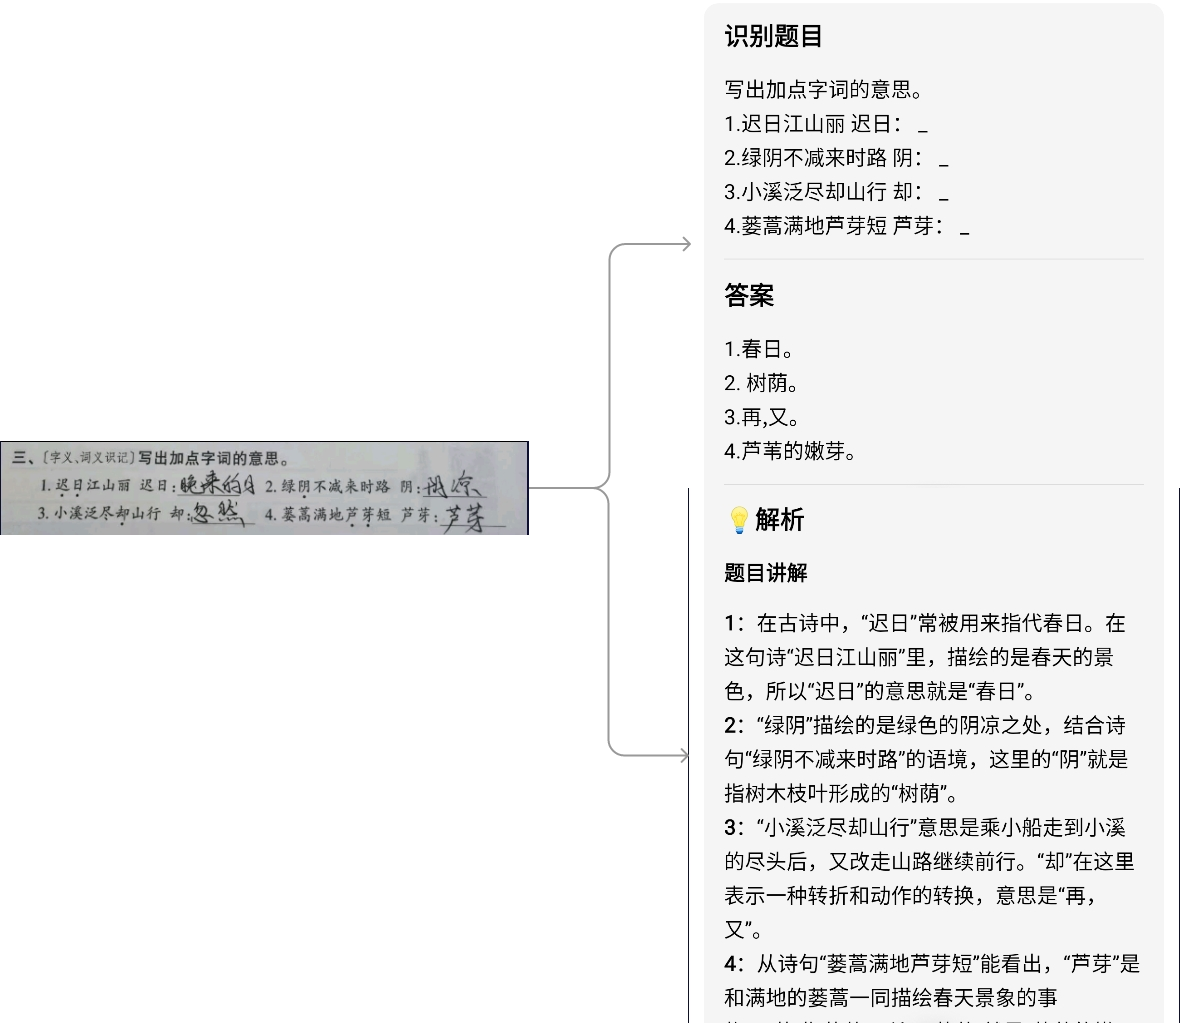 三、〔字义、词义识记〕写出加点字词的意思。
1. 迟日江山丽 迟日：晚来的日 2. 绿阴不减来时路 阴：阴凉
3. 小溪泛尽却山行 却：忽然 4. 蒌蒿满地芦芽短 芦芽：芦芽
识别题目
写出加点字词的意思。
1.迟日江山丽 迟日： _
2.绿阴不减来时路 阴： _
3.小溪泛尽却山行 却： _
4.蒌蒿满地芦芽短 芦芽： _
答案
1.春日。
2. 树荫。
3.再,又。
4.芦苇的嫩芽。
💡解析
题目讲解
1：在古诗中，“迟日”常被用来指代春日。在
这句诗“迟日江山丽”里，描绘的是春天的景
色，所以“迟日”的意思就是“春日”。
2：“绿阴”描绘的是绿色的阴凉之处，结合诗
句“绿阴不减来时路”的语境，这里的“阴”就是
指树木枝叶形成的“树荫”。
3：“小溪泛尽却山行”意思是乘小船走到小溪
的尽头后，又改走山路继续前行。“却”在这里
表示一种转折和动作的转换，意思是“再，
又”。
4：从诗句“蒌蒿满地芦芽短”能看出，“芦芽”是
和满地的蒌蒿一同描绘春天景象的事